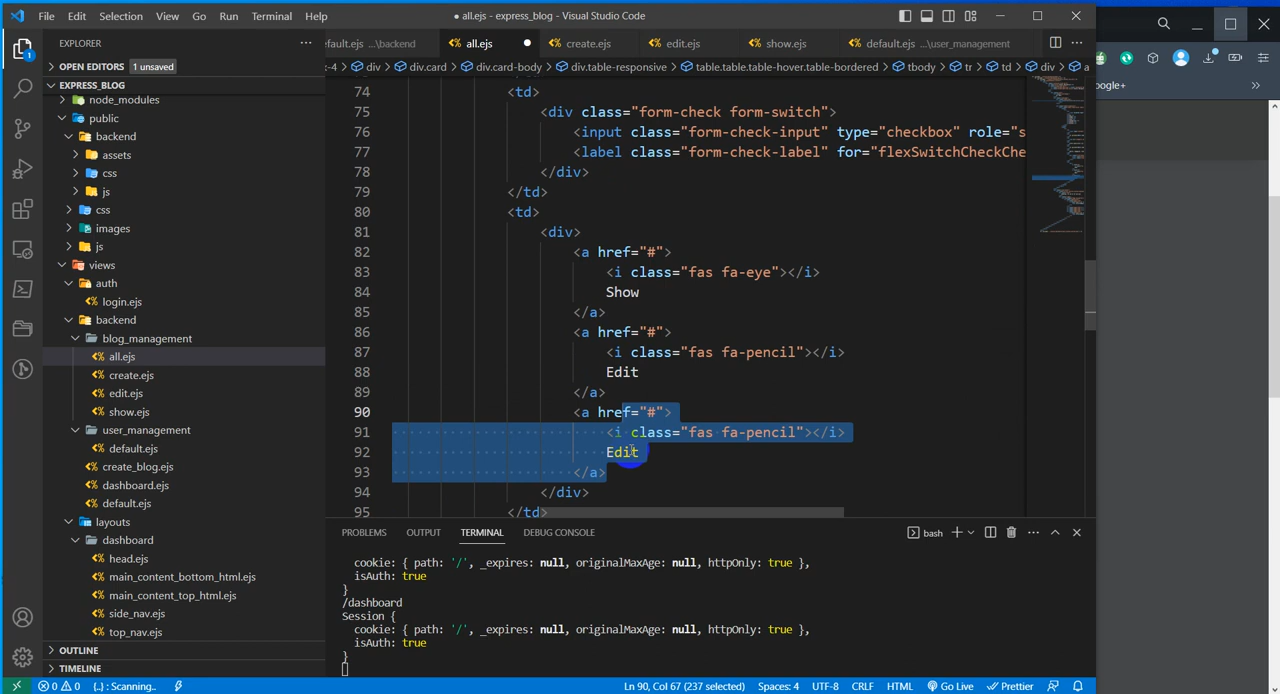 File Edit Selection View Go Run Terminal Help
● all.ejs - express_blog - Visual Studio Code
EXPLORER
OPEN EDITORS 1 unsaved
EXPRESS_BLOG
node_modules
public
backend
assets
css
js
css
images
js
views
auth
login.ejs
backend
blog_management
all.ejs
create.ejs
edit.ejs
show.ejs
user_management
default.ejs
create_blog.ejs
dashboard.ejs
default.ejs
layouts
dashboard
head.ejs
main_content_bottom_html.ejs
main_content_top_html.ejs
side_nav.ejs
top_nav.ejs
OUTLINE
TIMELINE
efault.ejs ...\backend all.ejs create.ejs edit.ejs show.ejs default.ejs ...\user_management
-4 div div.card div.card-body div.table-responsive table.table.table-hover.table-bordered tbody tr td div a
74 <td>
75 <div class="form-check form-switch">
76 <input class="form-check-input" type="checkbox" role="s
77 <label class="form-check-label" for="flexSwitchCheckChe
78 </div>
79 </td>
80 <td>
81 <div>
82 <a href="#">
83 <i class="fas fa-eye"></i>
84 Show
85 </a>
86 <a href="#">
87 <i class="fas fa-pencil"></i>
88 Edit
89 </a>
90 <a href="#">
91 <i class="fas fa-pencil"></i>
92 Edit
93 </a>
94 </div>
95 </td>
PROBLEMS OUTPUT TERMINAL DEBUG CONSOLE
bash
cookie: { path: '/', _expires: null, originalMaxAge: null, httpOnly: true },
isAuth: true
}
/dashboard
Session {
cookie: { path: '/', _expires: null, originalMaxAge: null, httpOnly: true },
isAuth: true
}
0 0 {..} : Scanning..
Ln 90, Col 67 (237 selected) Spaces: 4 UTF-8 CRLF HTML Go Live Prettier
oogle+
1